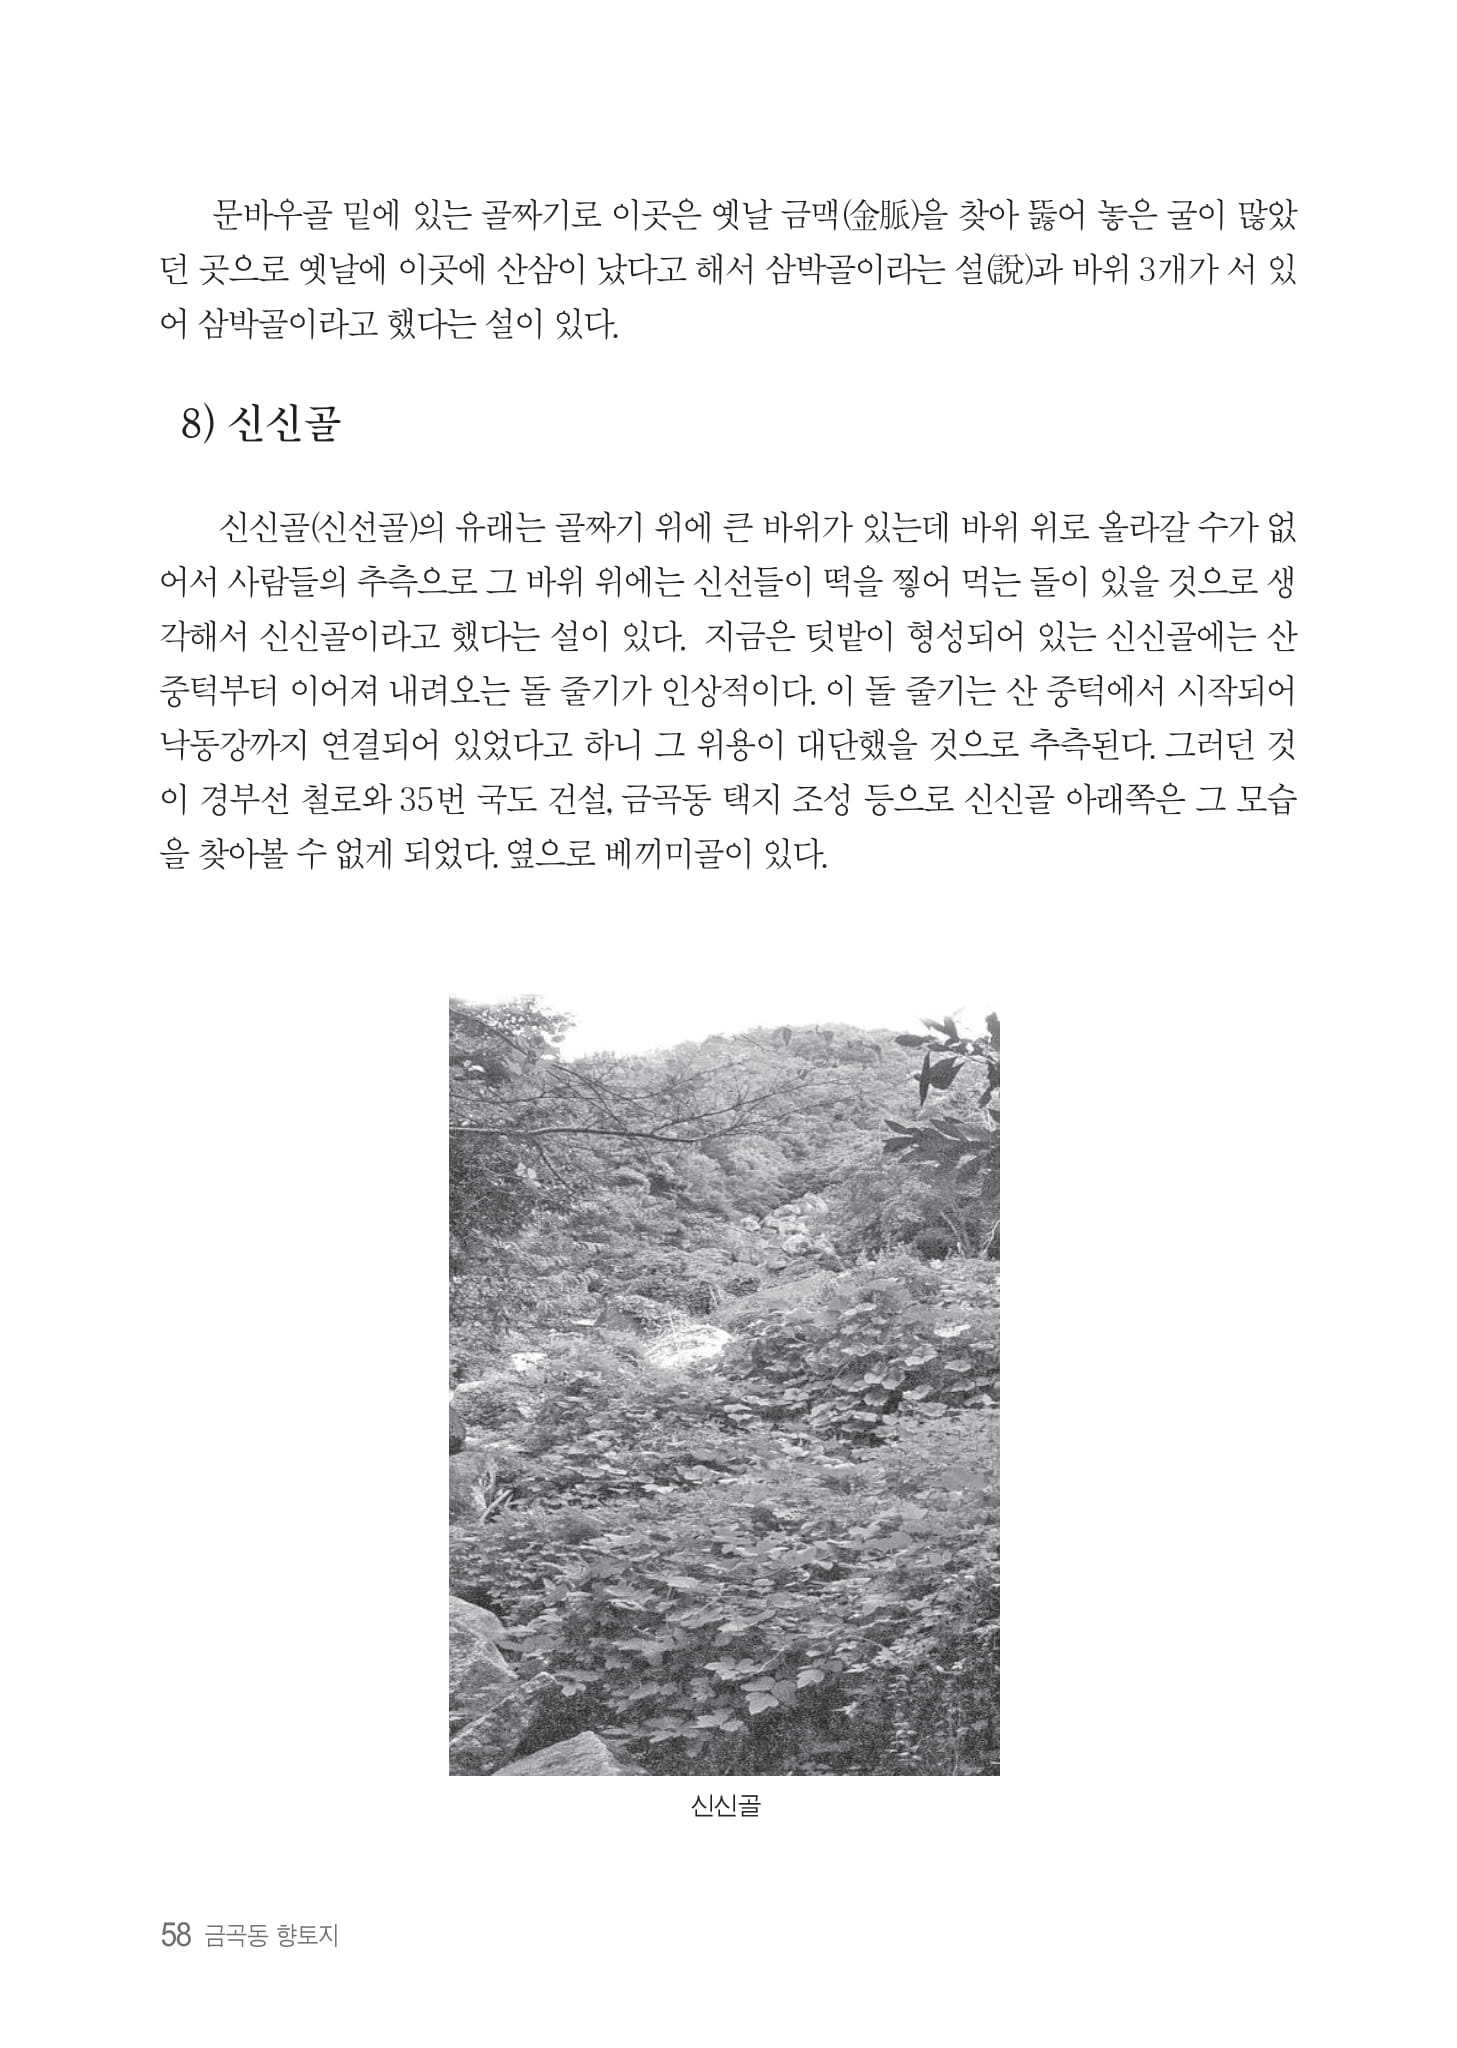 문바우골 밑에 있는 골짜기로 이곳은 옛날 금맥(金脈)을 찾아 뚫어 놓은 굴이 많았
던 곳으로 옛날에 이곳에 산삼이 났다고 해서 삼박골이라는 설(說)과 바위 3개가 서 있
어 삼박골이라고 했다는 설이 있다.
8) 신신골
신신골(신선골)의 유래는 골짜기 위에 큰 바위가 있는데 바위 위로 올라갈 수가 없
어서 사람들의 추측으로 그 바위 위에는 신선들이 떡을 찧어 먹는 돌이 있을 것으로 생
각해서 신신골이라고 했다는 설이 있다. 지금은 텃밭이 형성되어 있는 신신골에는 산
중턱부터 이어져 내려오는 돌 줄기가 인상적이다. 이 돌 줄기는 산 중턱에서 시작되어
낙동강까지 연결되어 있었다고 하니 그 위용이 대단했을 것으로 추측된다. 그러던 것
이 경부선 철로와 35번 국도 건설, 금곡동 택지 조성 등으로 신신골 아래쪽은 그 모습
을 찾아볼 수 없게 되었다. 옆으로 베끼미골이 있다.
신신골
58 금곡동 향토지